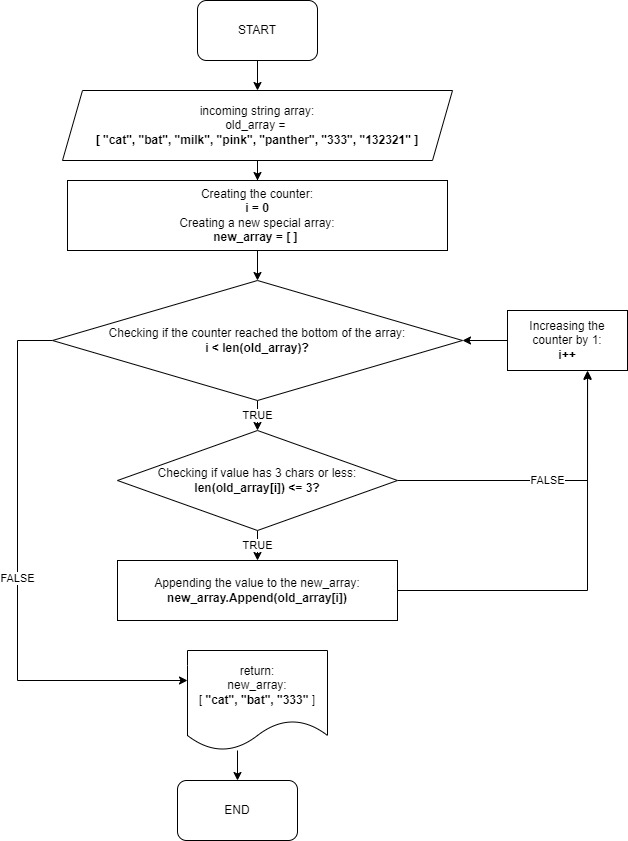 START
incoming string array:
old_array =
[ "cat", "bat", "milk", "pink", "panther", "333", "132321" ]
Creating the counter:
i = 0
Creating a new special array:
new_array = [ ]
Checking if the counter reached the bottom of the array:
i < len(old_array)?
Increasing the
counter by 1:
i++
TRUE
Checking if value has 3 chars or less:
len(old_array[i]) <= 3?
FALSE
TRUE
Appending the value to the new_array:
new_array.Append(old_array[i])
FALSE
return:
new_array:
[ "cat", "bat", "333" ]
END